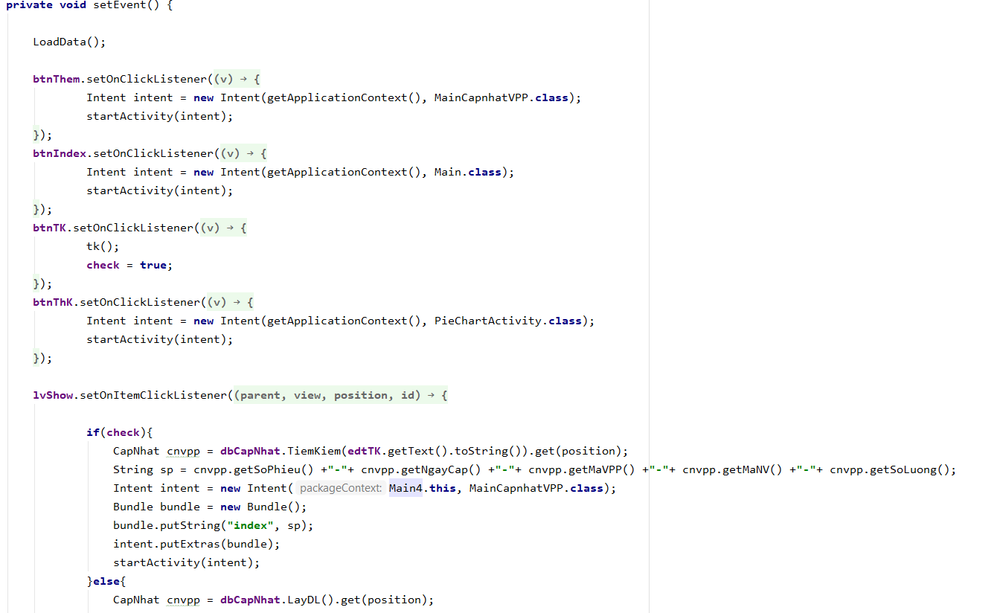 private void setEvent() {
LoadData();
btnThem.setOnClickListener((v) → {
Intent intent = new Intent(getApplicationContext(), MainCapnhatVPP.class);
startActivity(intent);
});
btnIndex.setOnClickListener((v) → {
Intent intent = new Intent(getApplicationContext(), Main.class);
startActivity(intent);
});
btnTK.setOnClickListener((v) → {
tk();
check = true;
});
btnThK.setOnClickListener((v) → {
Intent intent = new Intent(getApplicationContext(), PieChartActivity.class);
startActivity(intent);
});
lvShow.setOnItemClickListener((parent, view, position, id) → {
if(check){
CapNhat cnvpp = dbCapNhat.TiemKiem(edtTK.getText().toString()).get(position);
String sp = cnvpp.getSoPhieu() +"-"+ cnvpp.getNgayCap() +"-"+ cnvpp.getMaVPP() +"-"+ cnvpp.getMaNV() +"-"+ cnvpp.getSoLuong();
Intent intent = new Intent( packageContext: Main4.this, MainCapnhatVPP.class);
Bundle bundle = new Bundle();
bundle.putString("index", sp);
intent.putExtras(bundle);
startActivity(intent);
}else{
CapNhat cnvpp = dbCapNhat.LayDL().get(position);